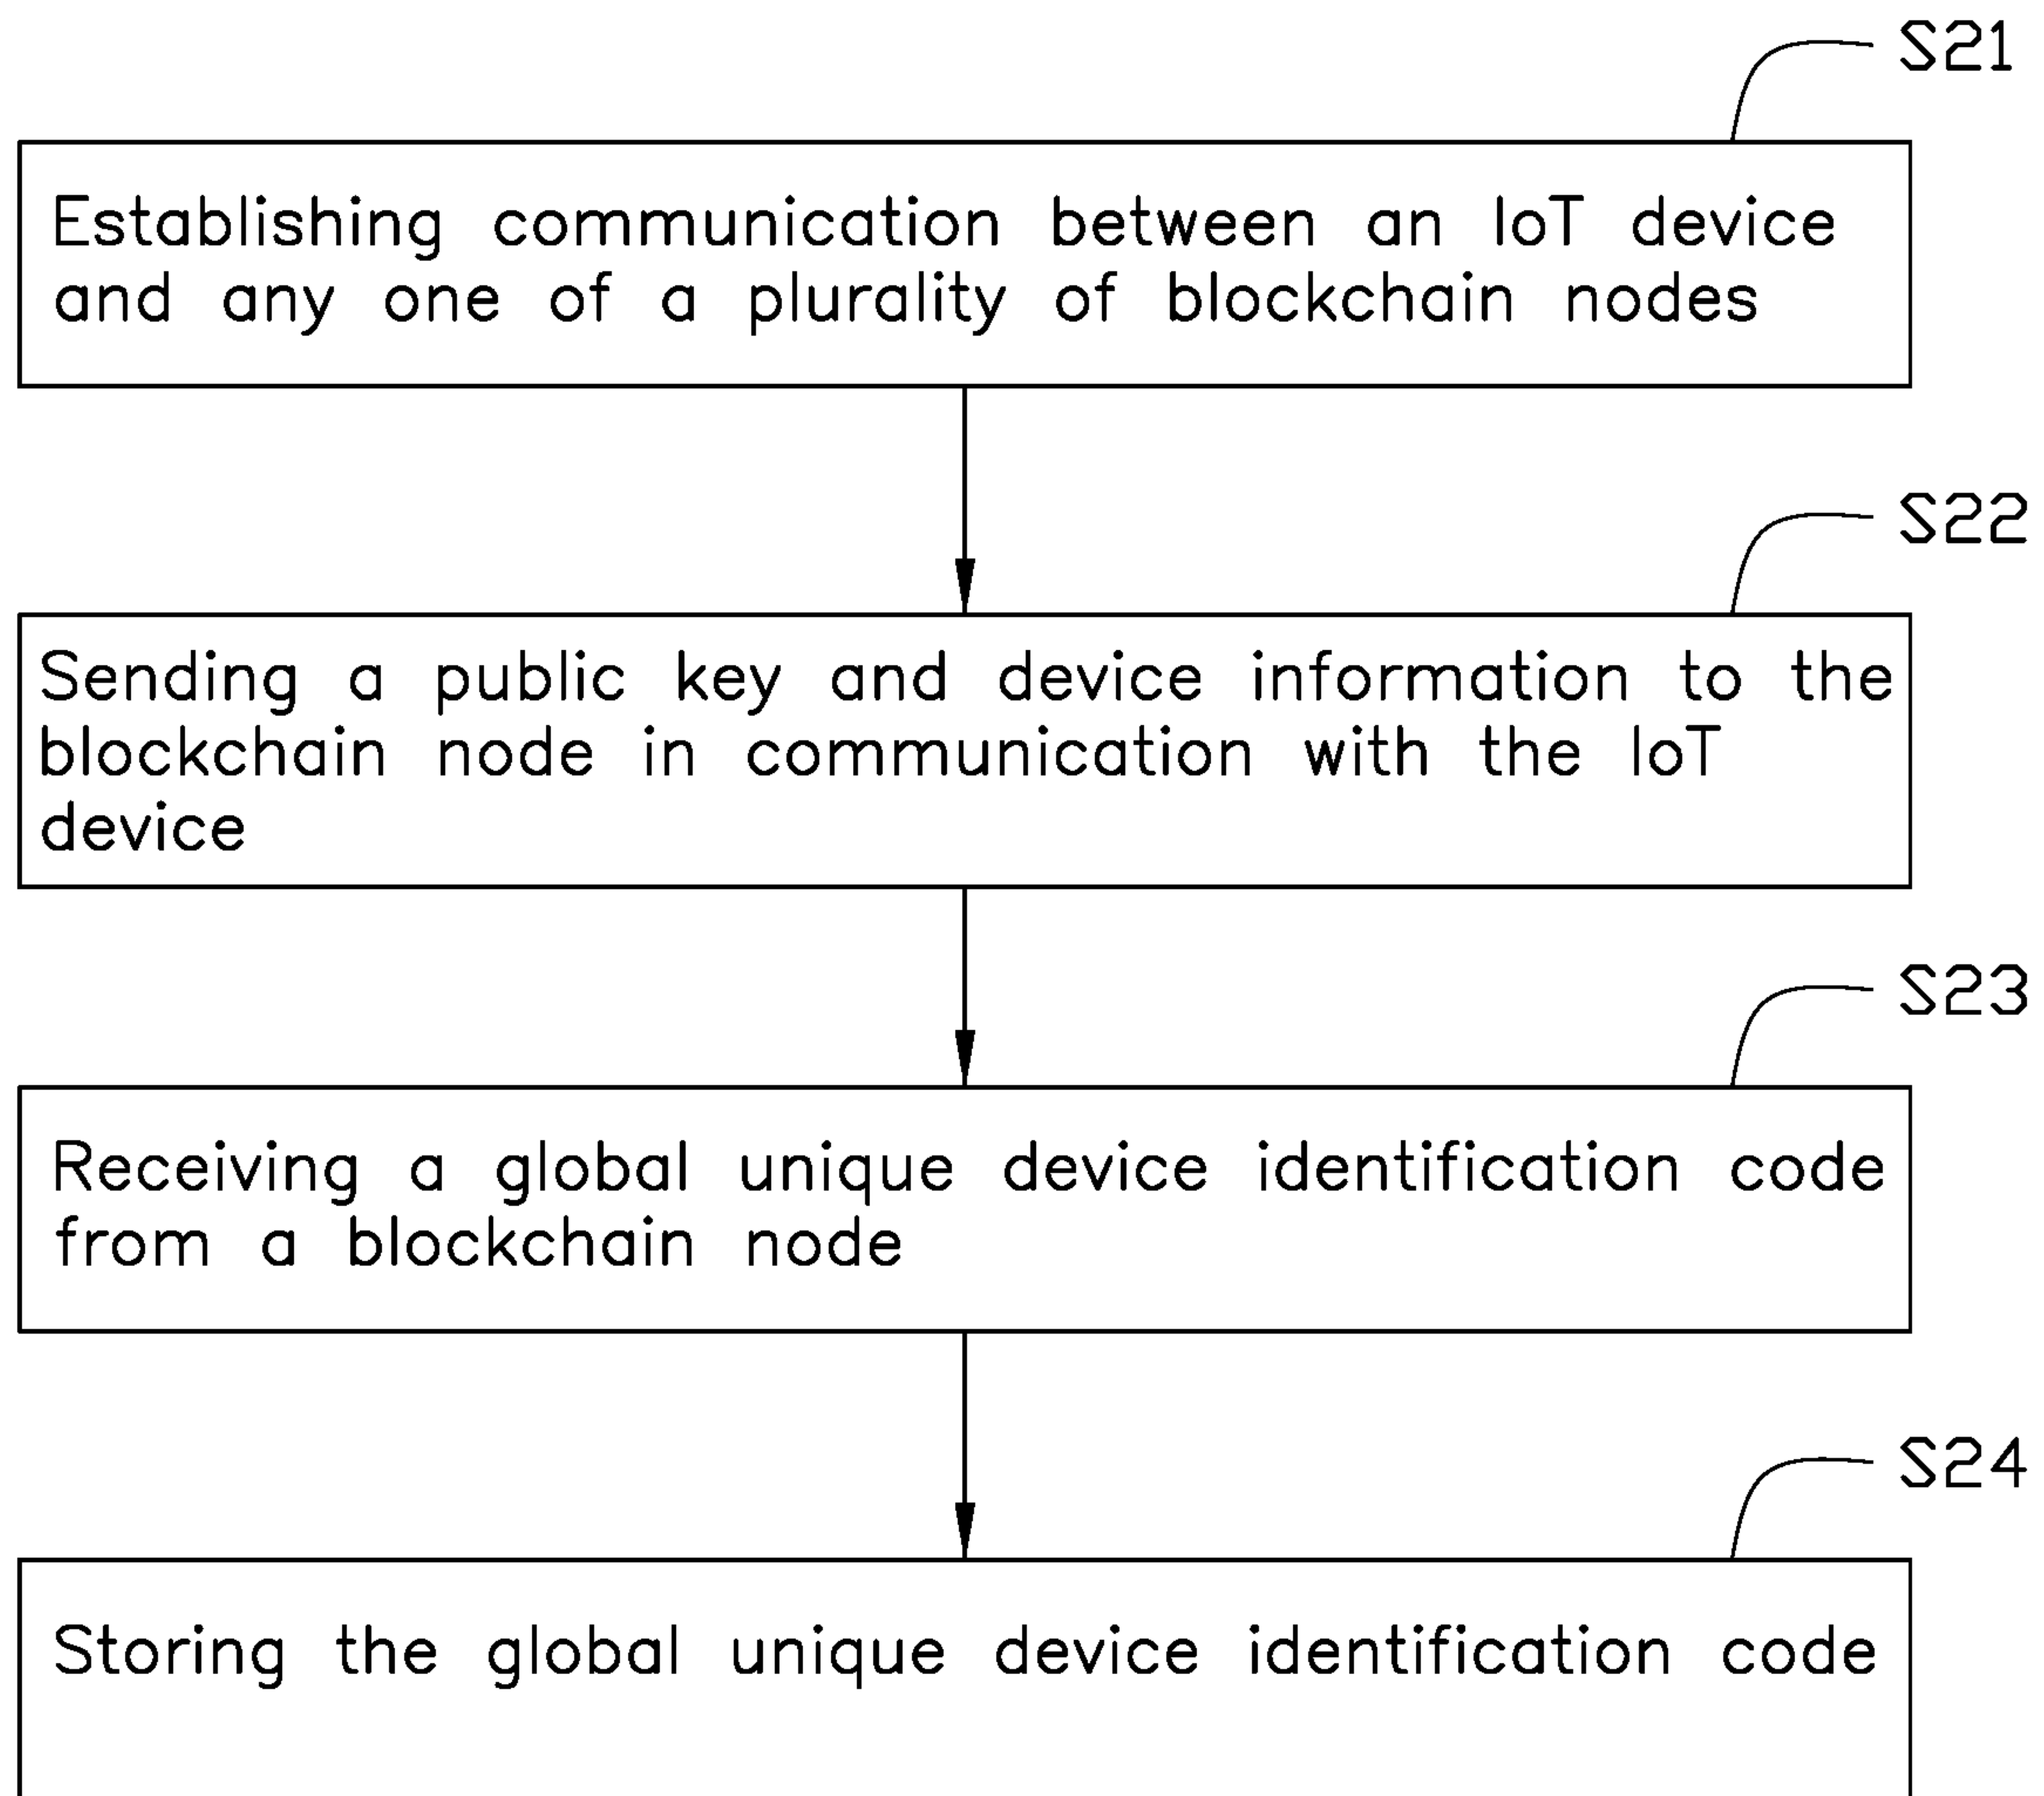 S21
Establishing communication between an IoT device
and any one of a plurality of blockchain nodes
S22
Sending a public key and device information to the
blockchain node in communication with the IoT
device
S23
Receiving a global unique device identification code
from a blockchain node
S24
Storing the global unique device identification code